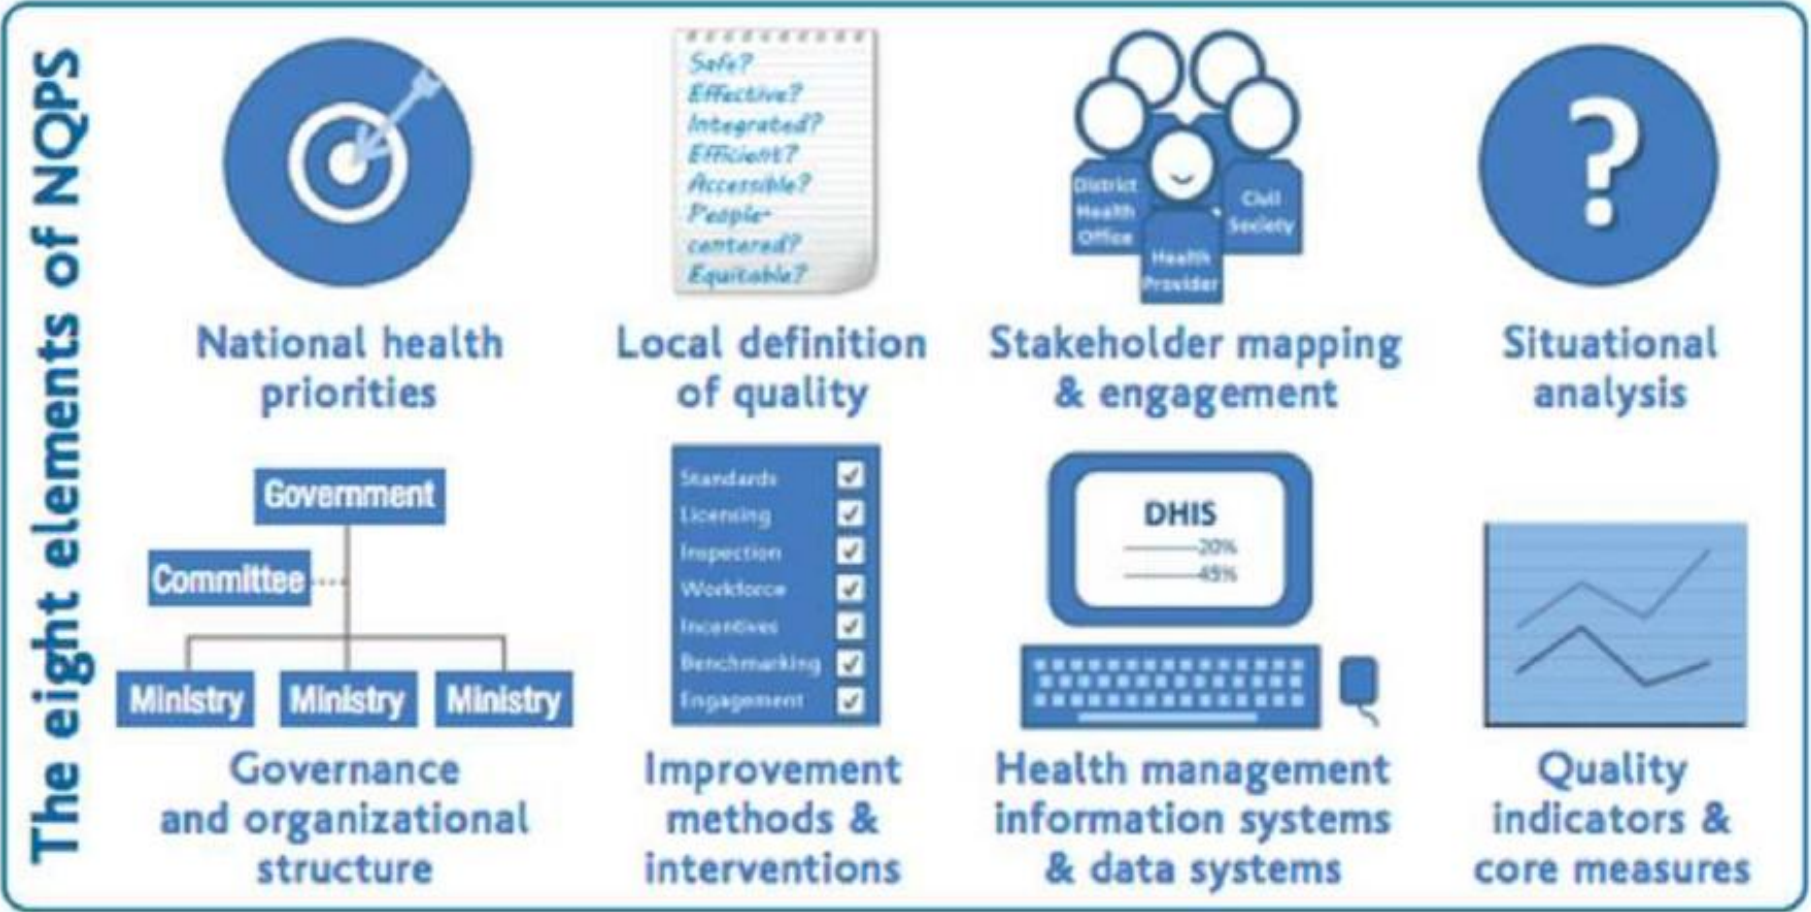 The eight elements of NQPS
Safe?
Effective?
Integrated?
Efficient?
Accessible?
People-
centered?
Equitable?
District
Health
Office
Civil
Society
Health
Provider
?
National health
priorities
Local definition
of quality
Stakeholder mapping
& engagement
Situational
analysis
Government
Committee
Ministry
Ministry
Ministry
Standards
Licensing
Inspection
Workforce
Incentives
Benchmarking
Engagement
DHIS
20%
45%
Governance
and organizational
structure
Improvement
methods &
interventions
Health management
information systems
& data systems
Quality
indicators &
core measures